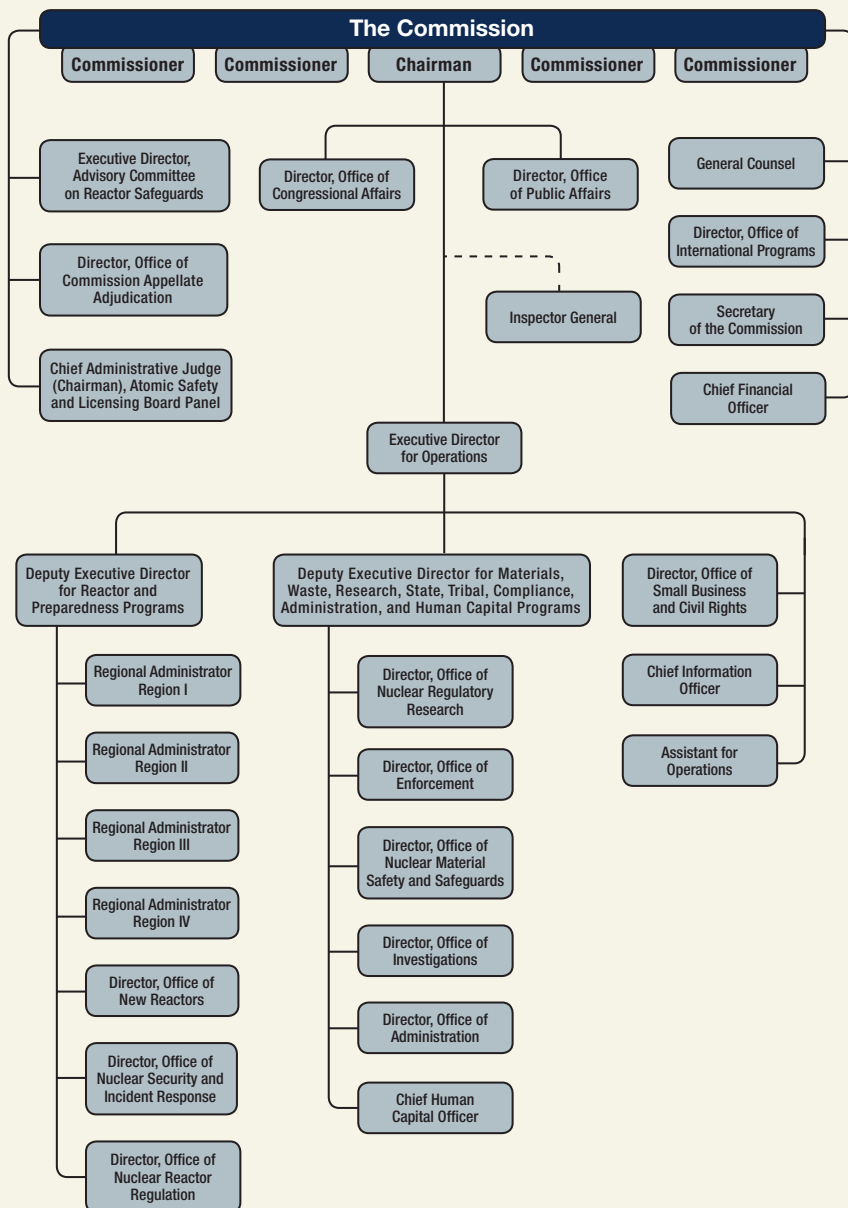 The Commission
Commissioner
Commissioner
Chairman
Commissioner
Commissioner
Executive Director,
Advisory Committee
on Reactor Safeguards
Director, Office of
Congressional Affairs
Director, Office
of Public Affairs
General Counsel
Director, Office of
Commission Appellate
Adjudication
Director, Office of
International Programs
Inspector General
Secretary
of the Commission
Chief Administrative Judge
(Chairman), Atomic Safety
and Licensing Board Panel
Chief Financial
Officer
Executive Director
for Operations
Deputy Executive Director
for Reactor and
Preparedness Programs
Deputy Executive Director for Materials,
Waste, Research, State, Tribal, Compliance,
Administration, and Human Capital Programs
Director, Office of
Small Business
and Civil Rights
Regional Administrator
Region I
Regional Administrator
Region II
Regional Administrator
Region III
Regional Administrator
Region IV
Director, Office of
New Reactors
Director, Office of
Nuclear Security and
Incident Response
Director, Office of
Nuclear Reactor
Regulation
Director, Office of
Nuclear Regulatory
Research
Director, Office of
Enforcement
Director, Office of
Nuclear Material
Safety and Safeguards
Director, Office of
Investigations
Director, Office of
Administration
Chief Human
Capital Officer
Chief Information
Officer
Assistant for
Operations